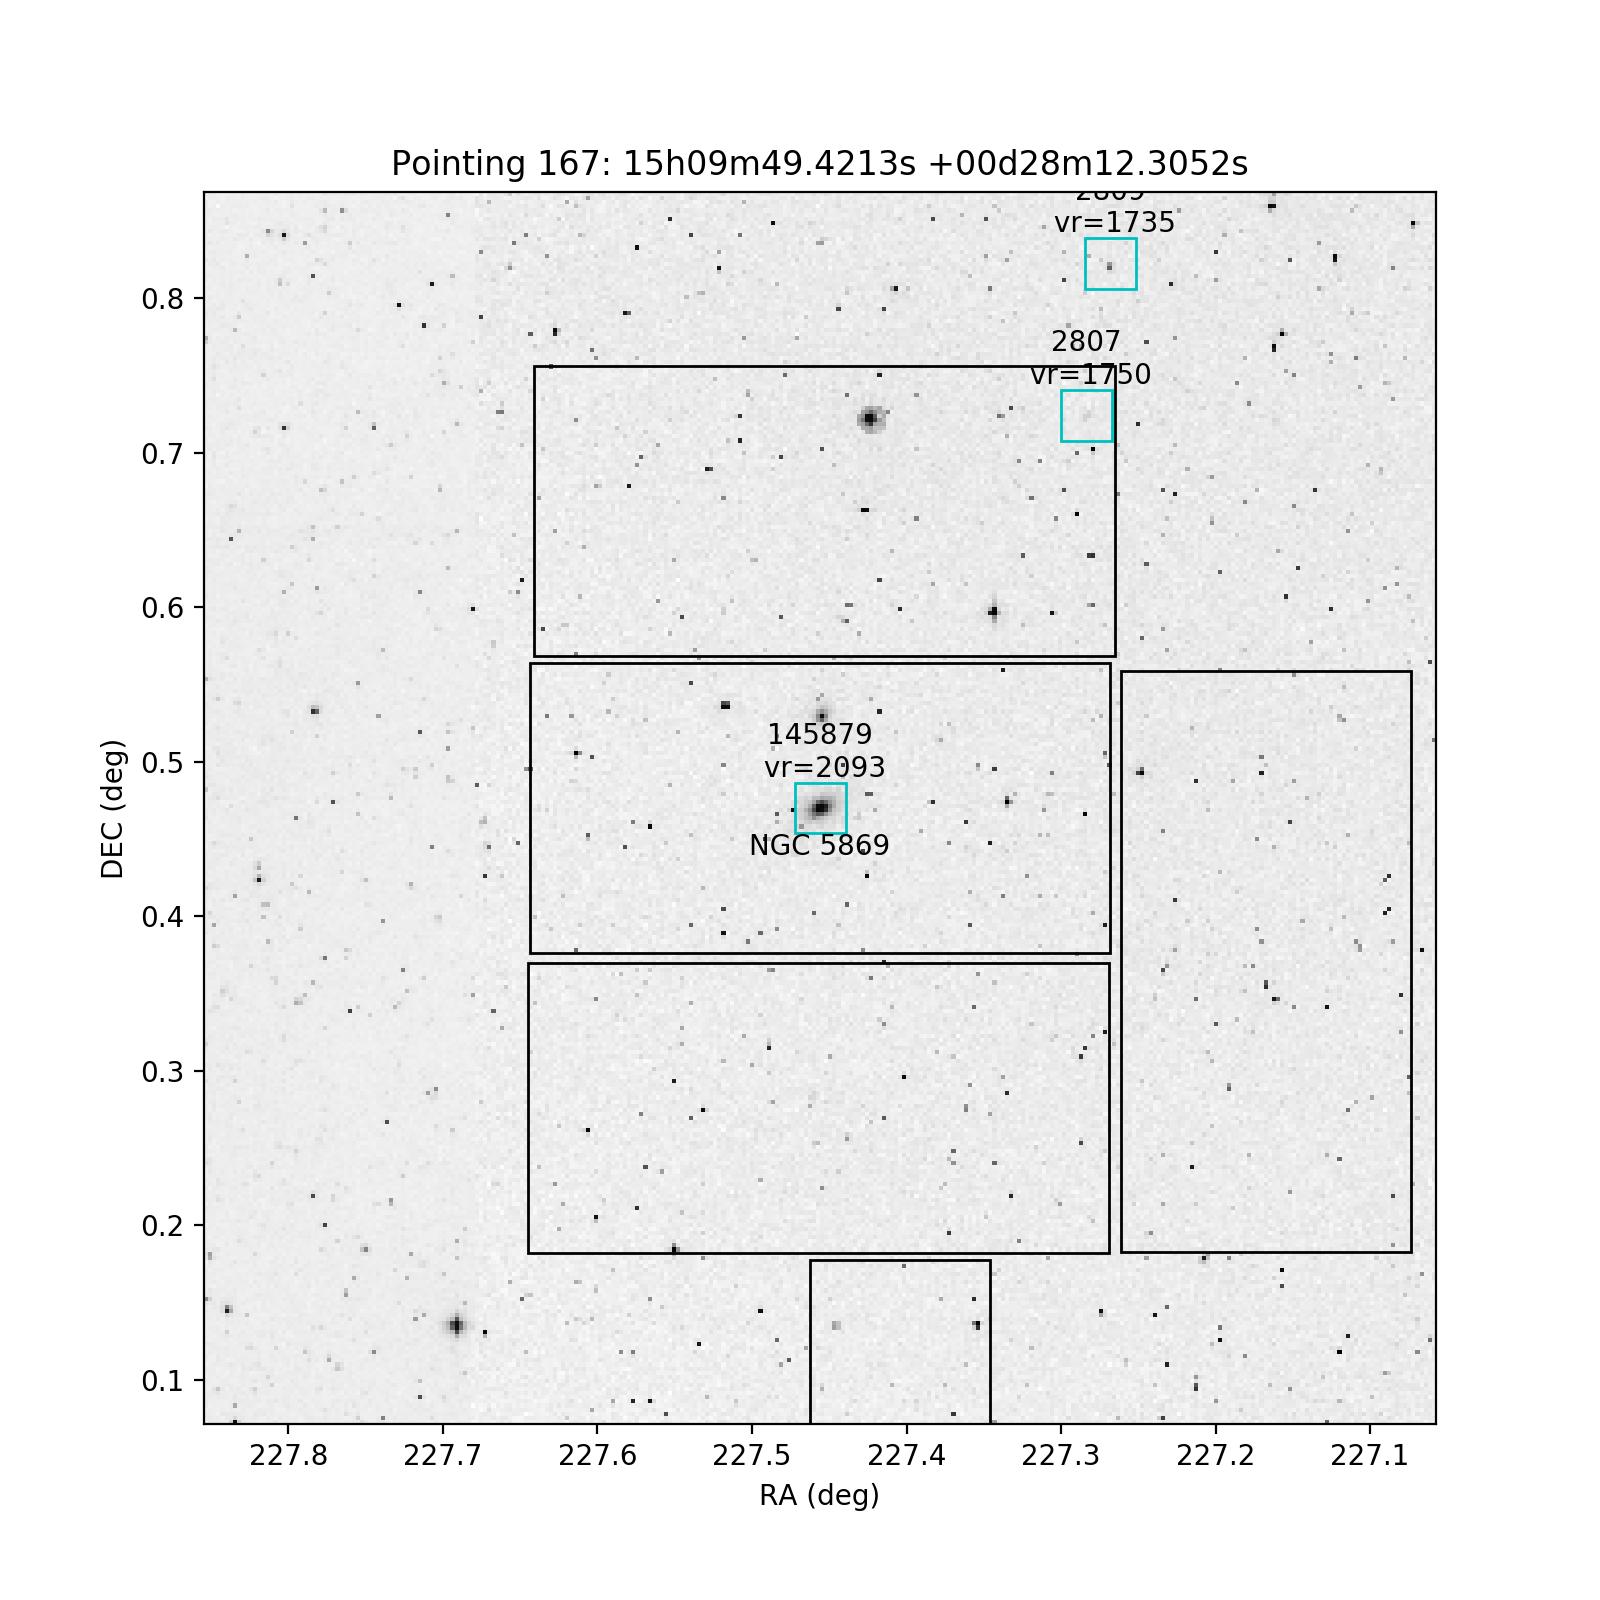 Pointing 167: 15h09m49.4213s +00d28m12.3052s
2809
vr=1735
2807
vr=1750
145879
vr=2093
NGC 5869
DEC (deg)
0.8
0.7
0.6
0.5
0.4
0.3
0.2
0.1
227.8 227.7 227.6 227.5 227.4 227.3 227.2 227.1
RA (deg)